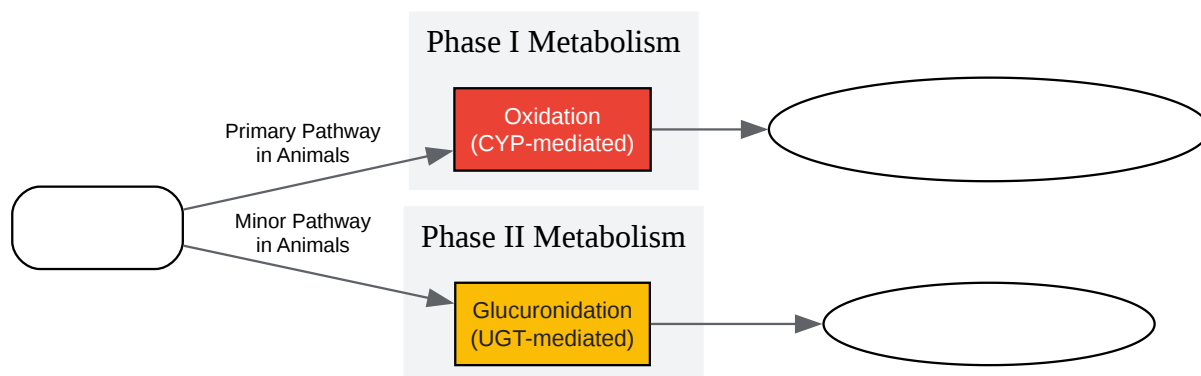 Phase I Metabolism
Oxidation
(CYP-mediated)
Primary Pathway
in Animals
Minor Pathway
in Animals
Phase II Metabolism
Glucuronidation
(UGT-mediated)